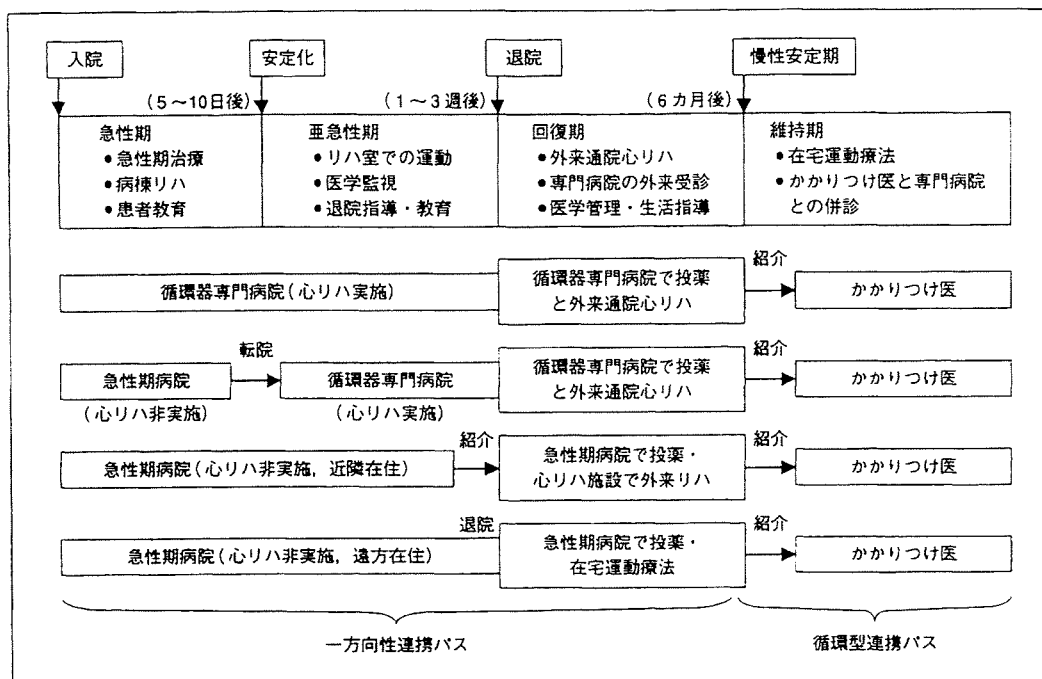 入院
安定化
退院
慢性安定期
(5～10日後)
(1～3週後)
(6カ月後)
急性期
• 急性期治療
• 病棟リハ
• 患者教育
亜急性期
• リハ室での運動
• 医学監視
• 退院指導・教育
回復期
• 外来通院心リハ
• 専門病院の外来受診
• 医学管理・生活指導
維持期
• 在宅運動療法
• かかりつけ医と専門病院
との併診
循環器専門病院(心リハ実施)
循環器専門病院で投薬
と外来通院心リハ
紹介
かかりつけ医
急性期病院
(心リハ非実施)
転院
循環器専門病院
(心リハ実施)
循環器専門病院で投薬
と外来通院心リハ
紹介
かかりつけ医
急性期病院(心リハ非実施, 近隣在住)
紹介
急性期病院で投薬・
心リハ施設で外来リハ
紹介
かかりつけ医
急性期病院(心リハ非実施, 遠方在住)
退院
急性期病院で投薬・
在宅運動療法
紹介
かかりつけ医
一方向性連携パス
循環型連携パス